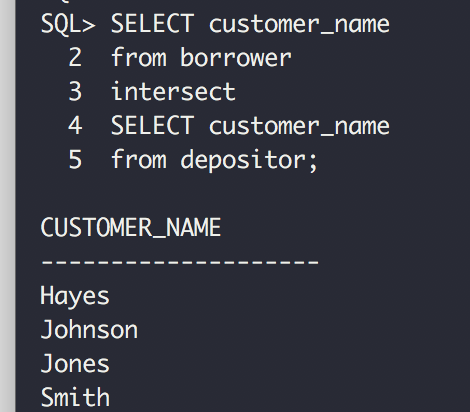 SQL> SELECT customer_name
  2  from borrower
  3  intersect
  4  SELECT customer_name
  5  from depositor;

CUSTOMER_NAME
--------------------
Hayes
Johnson
Jones
Smith